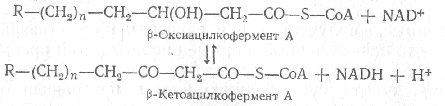 R—(CH₂)ₙ—CH₂—CH(OH)—CH₂—CO—S—CoA + NAD⁺
β-Оксиацилкофермент А
R—(CH₂)ₙ—CH₂—CO—CH₂—CO—S—CoA + NADH + H⁺
β-Кетоацилкофермент А